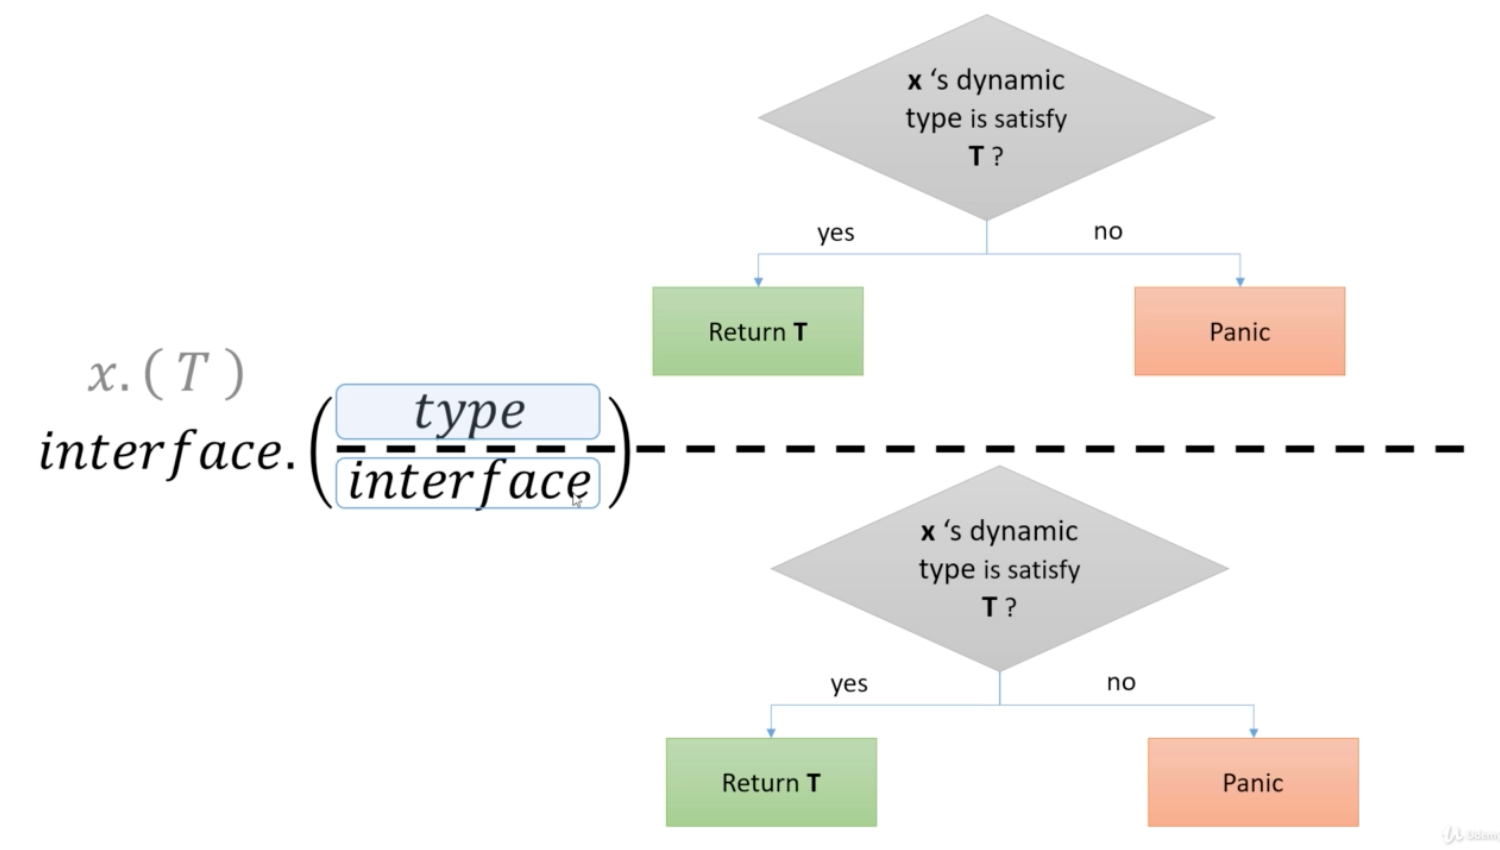 x 's dynamic
type is satisfy
T ?
yes
no
Return T
Panic
x.(T)
interface.(type
interface)
x 's dynamic
type is satisfy
T ?
yes
no
Return T
Panic